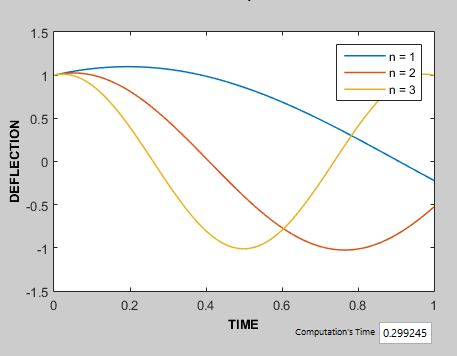 1.5
1
0.5
0
-0.5
-1
-1.5
DEFLECTION
n = 1
n = 2
n = 3
0
0.2
0.4
0.6
0.8
1
TIME
Computation's Time 0.299245